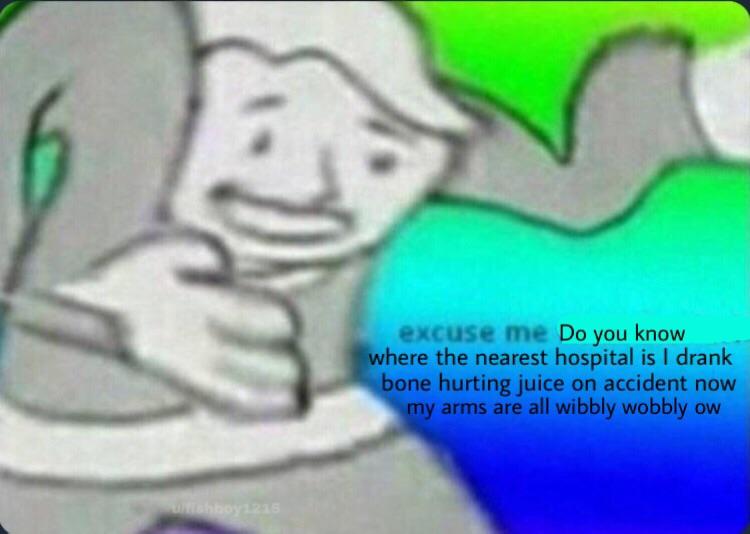 excuse me Do you know
where the nearest hospital is I drank
bone hurting juice on accident now
my arms are all wibbly wobbly ow
u/fishboy1215